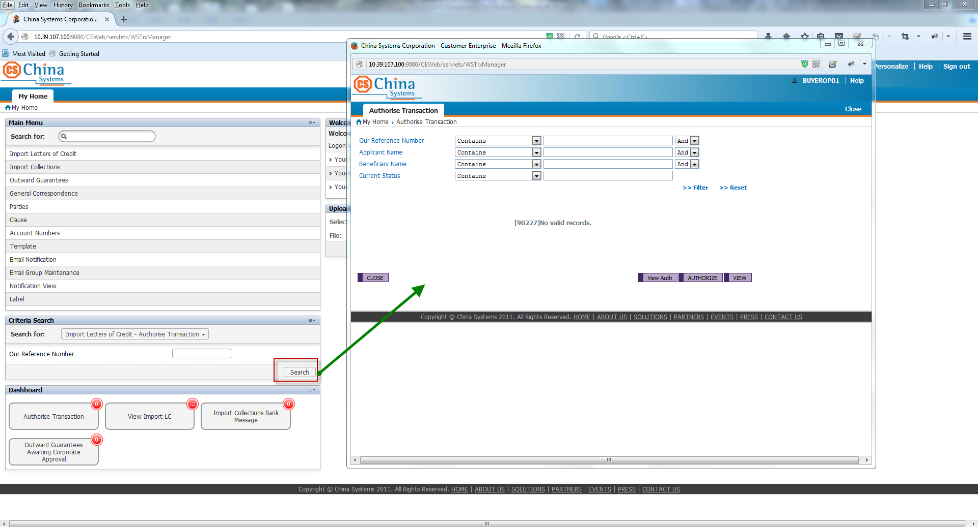 File Edit View History Bookmarks Tools Help
China Systems Corporatio...
10.39.107.100:9080/CEWeb/servlets/WSTrxManager
Google <Ctrl+K>
Most Visited Getting Started
CS China Systems
Personalize | Help Sign out
My Home
My Home
Main Menu
Search for:
Import Letters of Credit
Import Collections
Outward Guarantees
General Correspondence
Parties
Clause
Account Numbers
Template
Email Notification
Email Group Maintenance
Notification View
Label
Criteria Search
Search for: Import Letters of Credit - Authorise Transaction
Our Reference Number
Search
Dashboard
Authorise Transaction 0
View Import LC ...
Import Collections Bank Message 0
Outward Guarantees Awaiting Corporate Approval 0
Welco
Welco
Logon
› You
› You
› You
Upload
Selec
File:
China Systems Corporation - Customer Enterprise - Mozilla Firefox
10.39.107.100:9080/CEWeb/servlets/WSTrxManager
CS China Systems
BUYEROP01 | Help
Authorise Transaction
Close
My Home › Authorise Transaction
Our Reference Number Contains And
Applicant Name Contains And
Beneficiary Name Contains And
Current Status Contains
>> Filter >> Reset
[90227]No valid records.
CLOSE View Auth AUTHORIZE VIEW
Copyright © China Systems 2011. All Rights Reserved. HOME | ABOUT US | SOLUTIONS | PARTNERS | EVENTS | PRESS | CONTACT US
Copyright © China Systems 2011. All Rights Reserved. HOME | ABOUT US | SOLUTIONS | PARTNERS | EVENTS | PRESS | CONTACT US